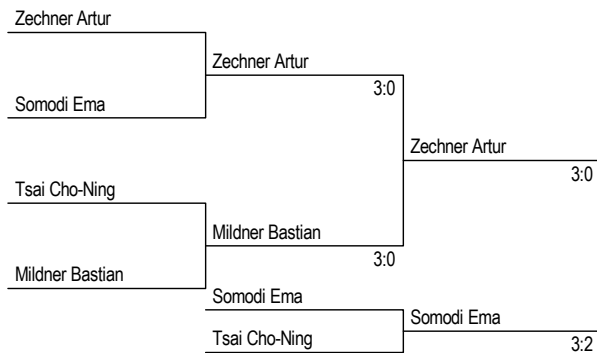 Zechner Artur
Zechner Artur
3:0
Somodi Ema
Zechner Artur
3:0
Tsai Cho-Ning
Mildner Bastian
3:0
Mildner Bastian
Somodi Ema
Somodi Ema
Tsai Cho-Ning
3:2